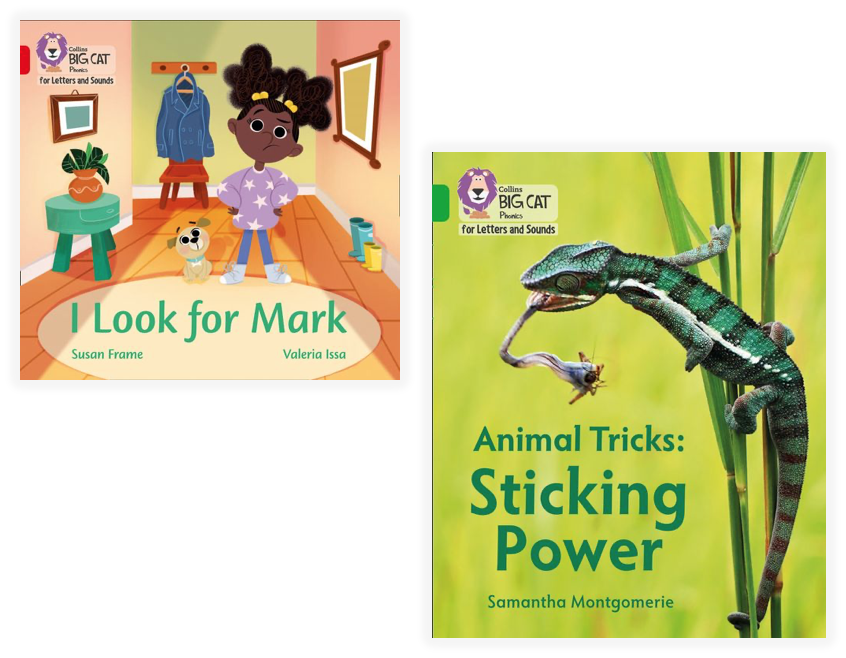 Collins
BIG CAT
Phonics
for Letters and Sounds
I Look for Mark
Susan Frame
Valeria Issa
Collins
BIG CAT
Phonics
for Letters and Sounds
Animal Tricks:
Sticking
Power
Samantha Montgomerie